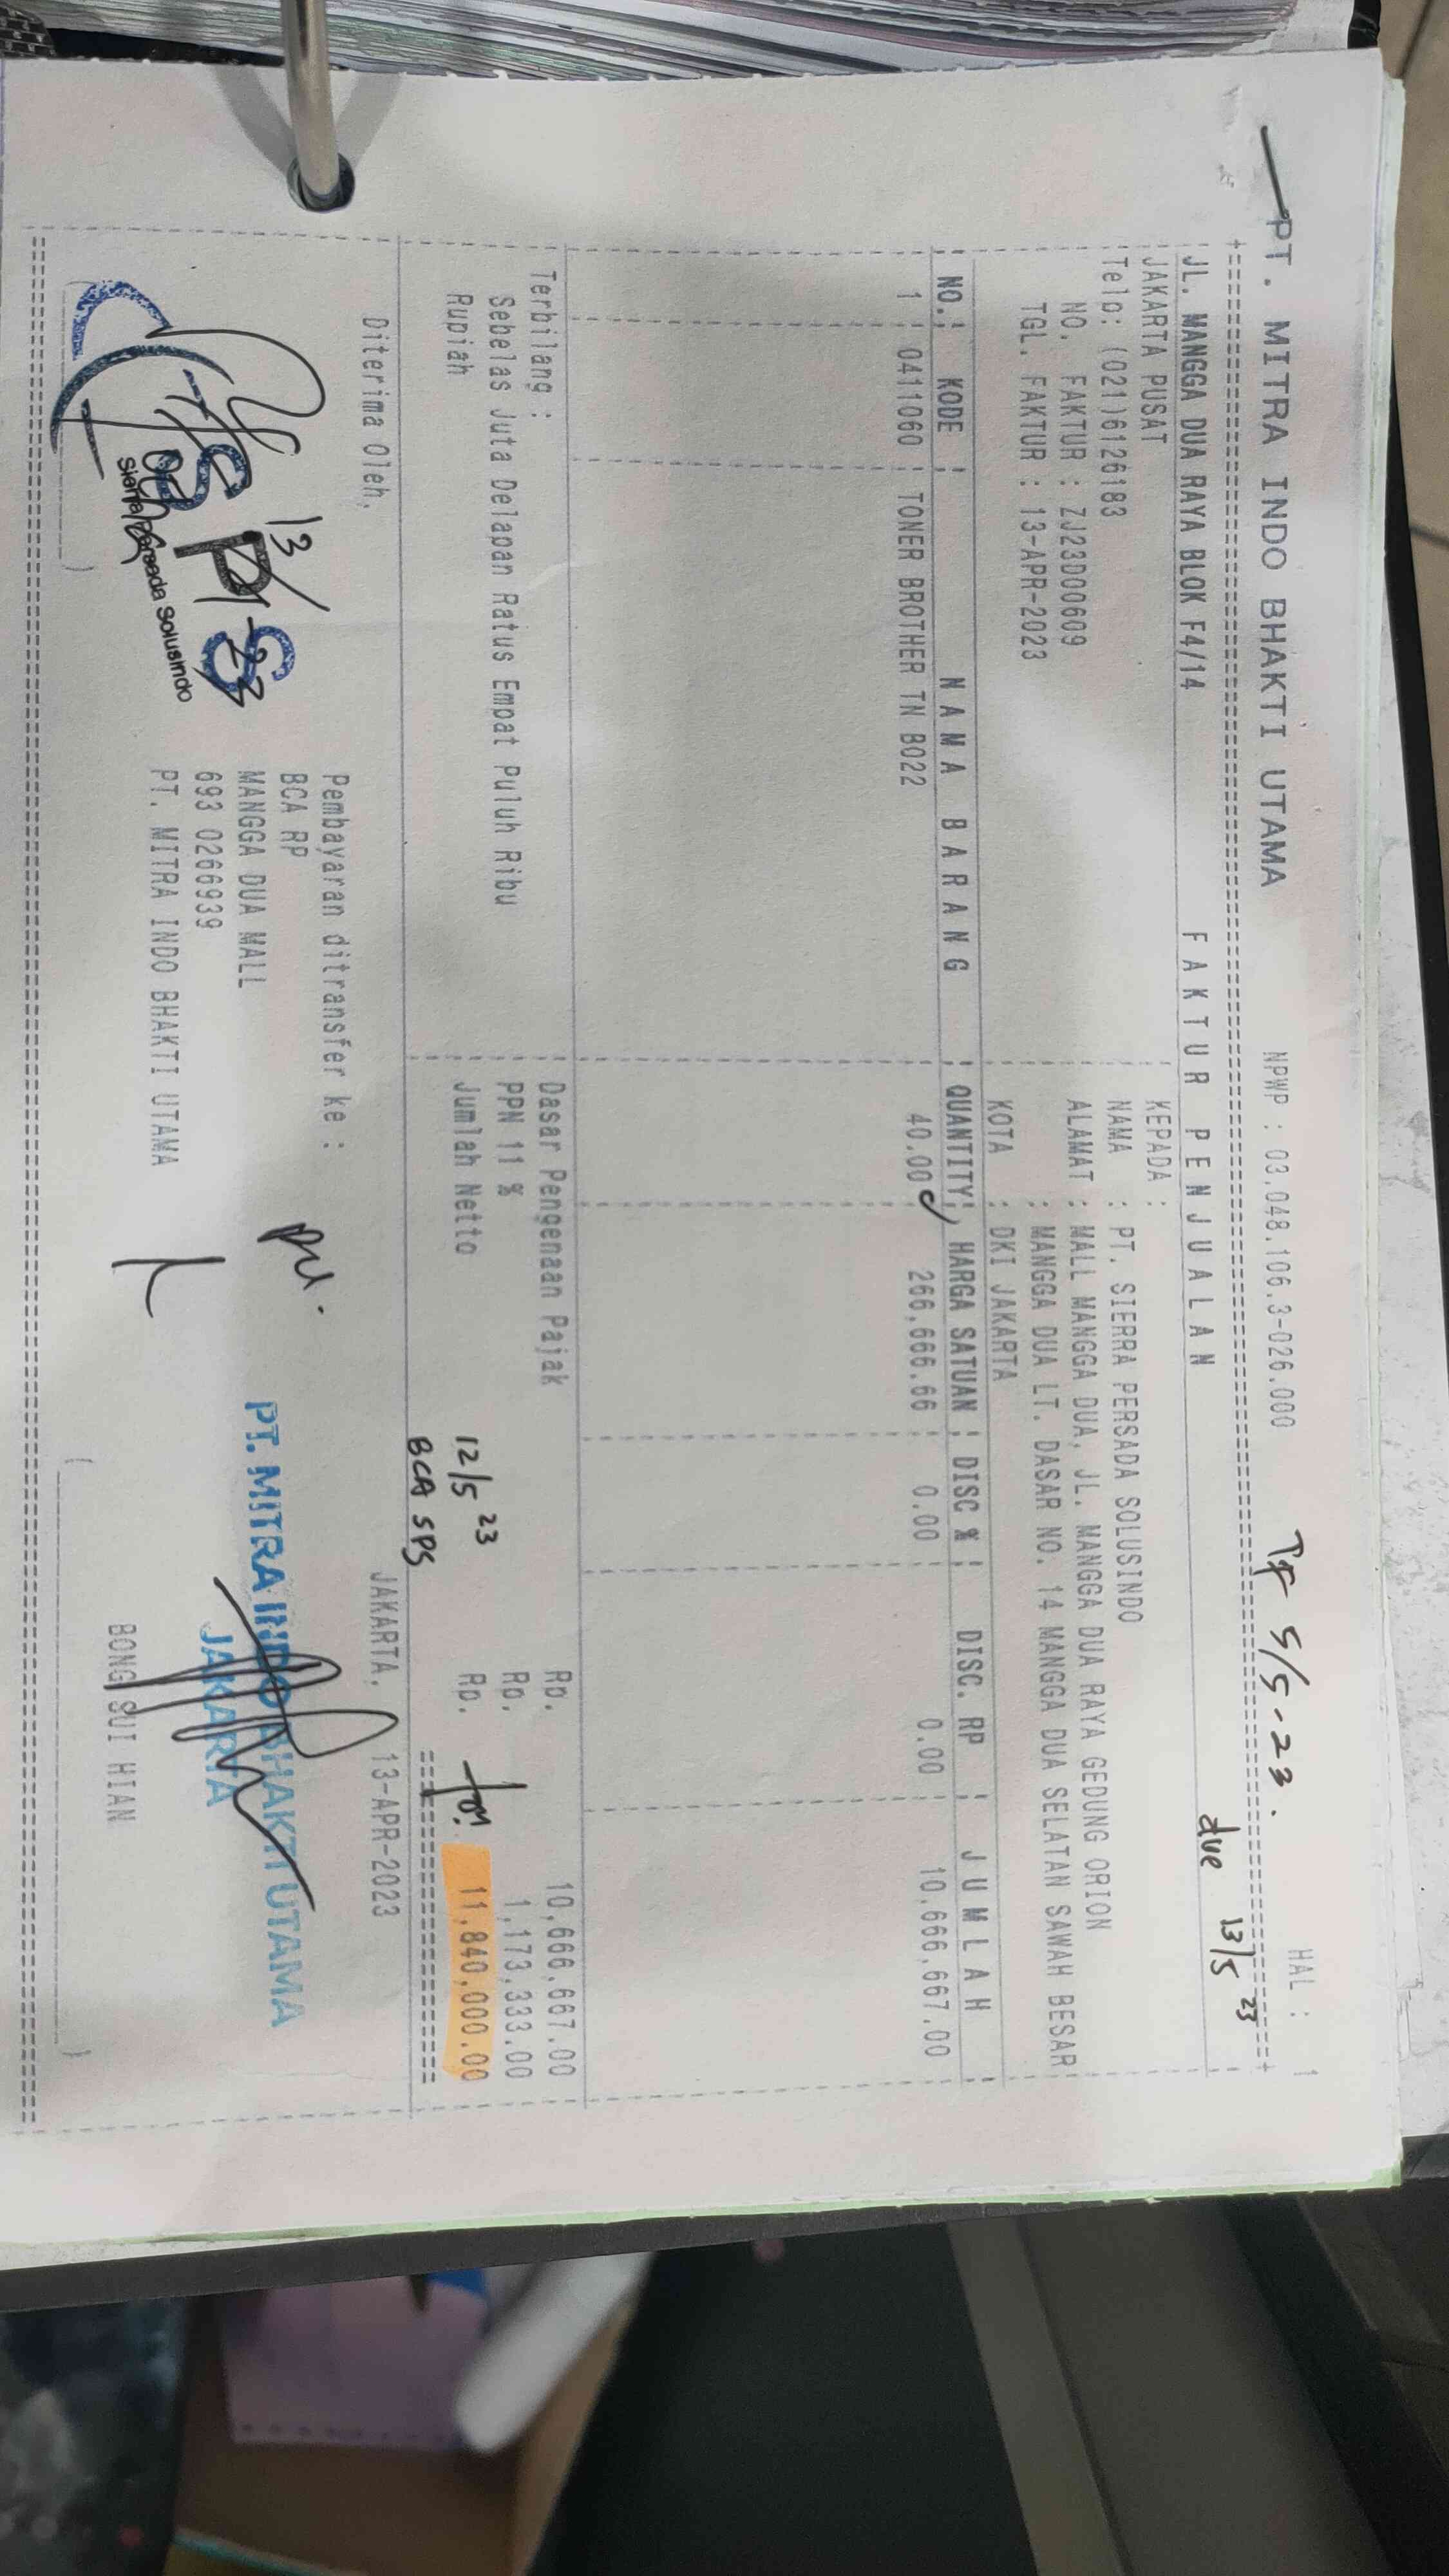 PT. MITRA INDO BHAKTI UTAMA NPWP : 03.048.106.3-026.000 HAL : 1
5/5-23.
due 13/5 23
JL. MANGGA DUA RAYA BLOK F4/14 F A K T U R P E N J U A L A N
JAKARTA PUSAT KEPADA :
Telp: (021)6126183 NAMA : PT. SIERRA PERSADA SOLUSINDO
NO. FAKTUR : ZJ23D00609 ALAMAT : MALL MANGGA DUA, JL. MANGGA DUA RAYA GEDUNG ORION
TGL. FAKTUR : 13-APR-2023 : MANGGA DUA LT. DASAR NO. 14 MANGGA DUA SELATAN SAWAH BESAR
KOTA : DKI JAKARTA
NO. KODE N A M A B A R A N G QUANTITY HARGA SATUAN DISC % DISC. RP J U M L A H
1 0411060 TONER BROTHER TN B022 40.00 266,666.66 0.00 0.00 10,666,667.00
Terbilang : Dasar Pengenaan Pajak Rp. 10,666,667.00
Sebelas Juta Delapan Ratus Empat Puluh Ribu PPN 11 % Rp. 1,173,333.00
Rupiah Jumlah Netto Rp. 11,840,000.00
12/5 23
BCA SPS
Diterima Oleh, JAKARTA, 13-APR-2023
Pembayaran ditransfer ke :
BCA RP
MANGGA DUA MALL
693 0266939
PT. MITRA INDO BHAKTI UTAMA
13/
SPS
Sierra Persada Solusindo
PT. MITRA INDO BHAKTI UTAMA
JAKARTA
BONG SUI HIAN